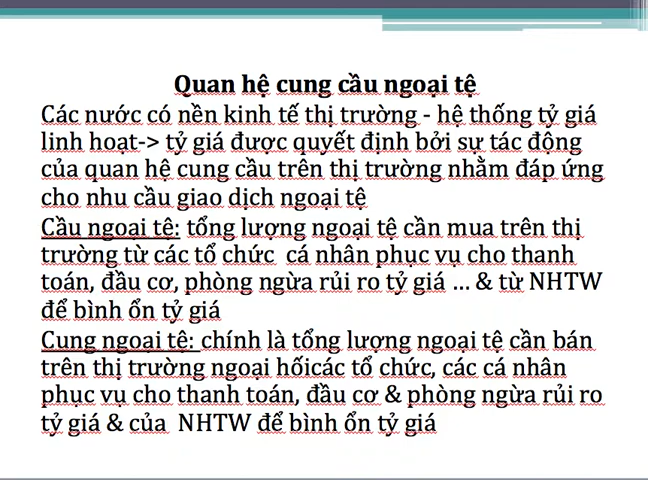 Quan hệ cung cầu ngoại tệ
Các nước có nền kinh tế thị trường - hệ thống tỷ giá
linh hoạt-> tỷ giá được quyết định bởi sự tác động
của quan hệ cung cầu trên thị trường nhằm đáp ứng
cho nhu cầu giao dịch ngoại tệ
Cầu ngoại tệ: tổng lượng ngoại tệ cần mua trên thị
trường từ các tổ chức  cá nhân phục vụ cho thanh
toán, đầu cơ, phòng ngừa rủi ro tỷ giá ... & từ NHTW
để bình ổn tỷ giá
Cung ngoại tệ: chính là tổng lượng ngoại tệ cần bán
trên thị trường ngoại hốicác tổ chức, các cá nhân
phục vụ cho thanh toán, đầu cơ & phòng ngừa rủi ro
tỷ giá & của  NHTW để bình ổn tỷ giá